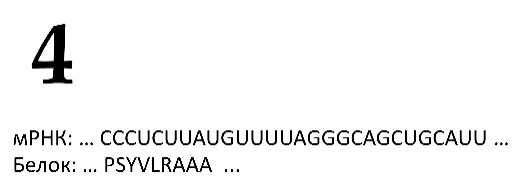 4
мРНК: ... CCCUCUUAUGUUUUAGGGCAGCUGCAUU ...
Белок: ... PSYVLRAAA ...